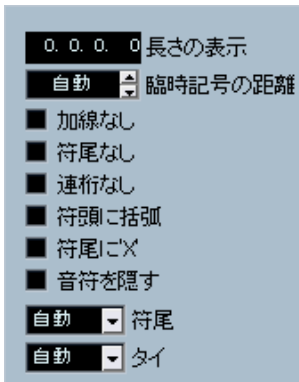 0. 0. 0. 0 長さの表示
自動 臨時記号の距離
加線なし
符尾なし
連桁なし
符頭に括弧
符尾に'X'
音符を隠す
自動 符尾
自動 タイ